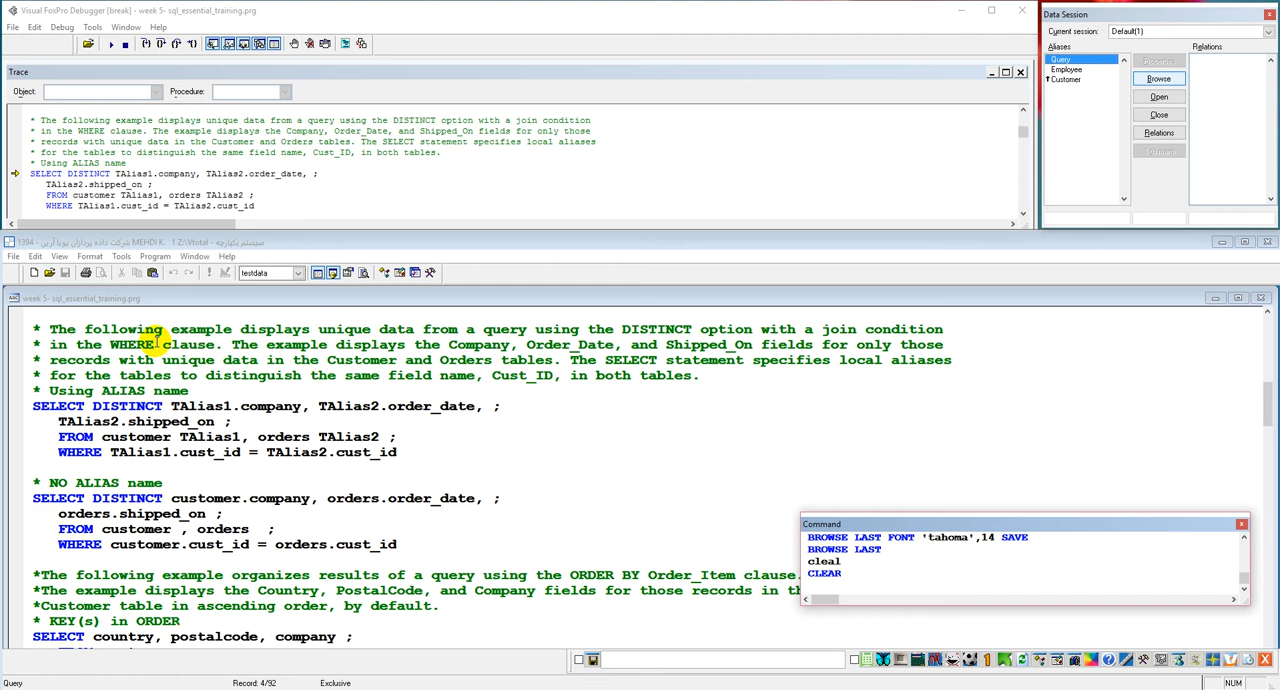 Visual FoxPro Debugger [break] - week 5- sql_essential_training.prg
File Edit Debug Tools Window Help
Trace
Object: Procedure:
* The following example displays unique data from a query using the DISTINCT option with a join condition
* in the WHERE clause. The example displays the Company, Order_Date, and Shipped_On fields for only those
* records with unique data in the Customer and Orders tables. The SELECT statement specifies local aliases
* for the tables to distinguish the same field name, Cust_ID, in both tables.
* Using ALIAS name
SELECT DISTINCT TAlias1.company, TAlias2.order_date, ;
TAlias2.shipped_on ;
FROM customer TAlias1, orders TAlias2 ;
WHERE TAlias1.cust_id = TAlias2.cust_id
Data Session
Current session: Default(1)
Aliases Relations
Query
Employee
Customer
Properties
Browse
Open
Close
Relations
1 To many
1394 - شرکت داده پردازان پویا آرین MEHDI K. 1 Z:\Vtotal - سیستم یکپارچه
File Edit View Format Tools Program Window Help
testdata
week 5- sql_essential_training.prg
* The following example displays unique data from a query using the DISTINCT option with a join condition
* in the WHERE clause. The example displays the Company, Order_Date, and Shipped_On fields for only those
* records with unique data in the Customer and Orders tables. The SELECT statement specifies local aliases
* for the tables to distinguish the same field name, Cust_ID, in both tables.
* Using ALIAS name
SELECT DISTINCT TAlias1.company, TAlias2.order_date, ;
TAlias2.shipped_on ;
FROM customer TAlias1, orders TAlias2 ;
WHERE TAlias1.cust_id = TAlias2.cust_id
* NO ALIAS name
SELECT DISTINCT customer.company, orders.order_date, ;
orders.shipped_on ;
FROM customer , orders ;
WHERE customer.cust_id = orders.cust_id
*The following example organizes results of a query using the ORDER BY Order_Item clause.
*The example displays the Country, PostalCode, and Company fields for those records in th
*Customer table in ascending order, by default.
* KEY(s) in ORDER
SELECT country, postalcode, company ;
Command
BROWSE LAST FONT 'tahoma',14 SAVE
BROWSE LAST
cleal
CLEAR
Query Record: 4/92 Exclusive NUM